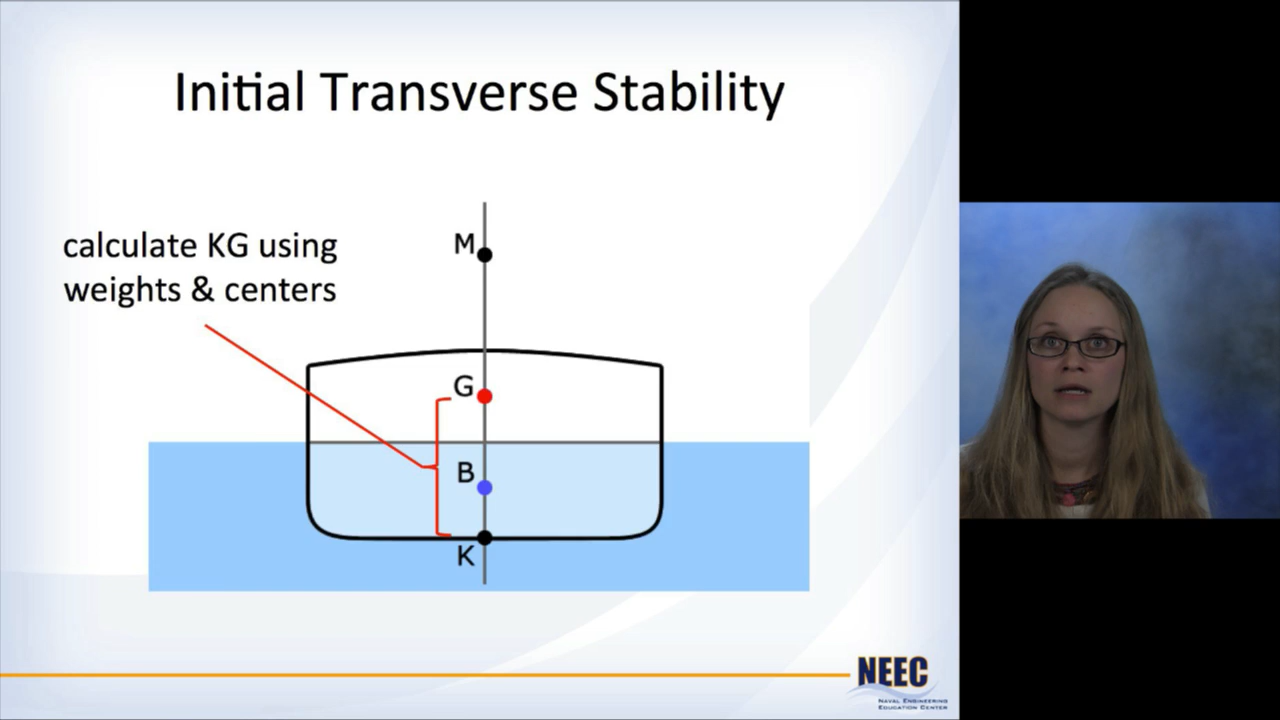 Initial Transverse Stability
calculate KG using
weights & centers
M
G
B
K
NEEC
NAVAL ENGINEERING
EDUCATION CENTER